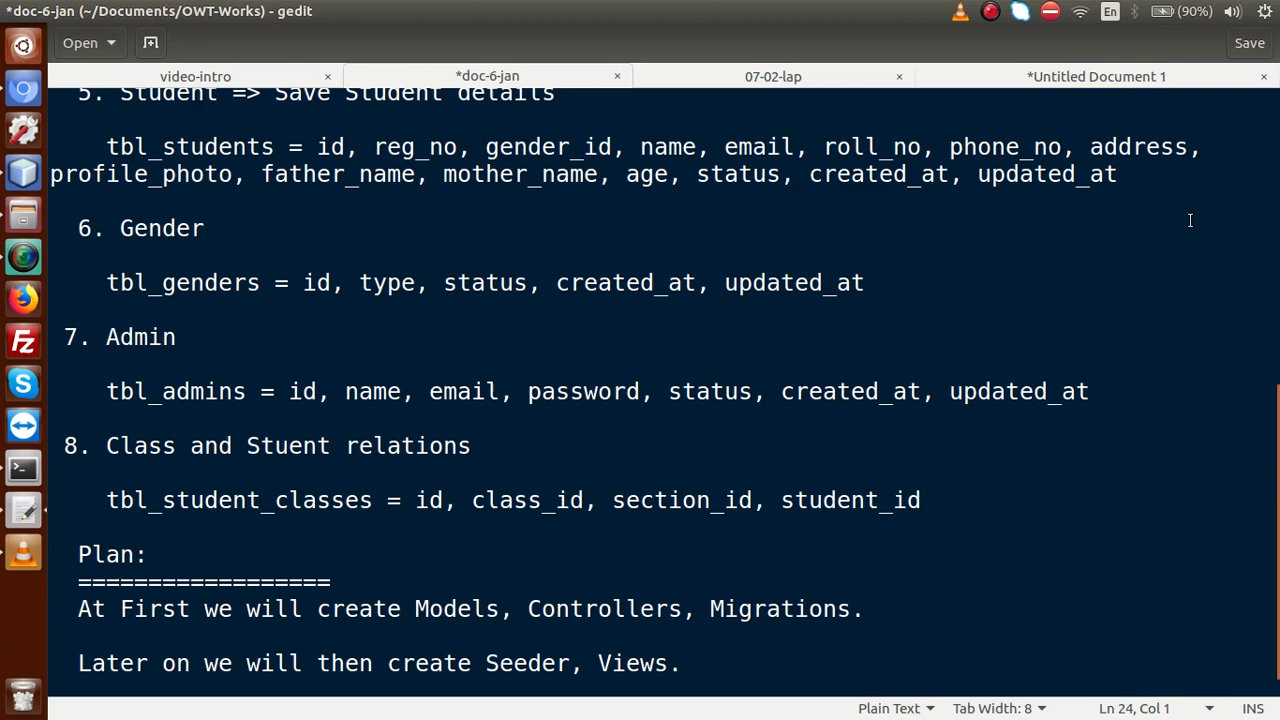 *doc-6-jan (~/Documents/OWT-Works) - gedit
En
(90%)
Open
Save
video-intro
*doc-6-jan
07-02-lap
*Untitled Document 1
5. Student => Save Student details
tbl_students = id, reg_no, gender_id, name, email, roll_no, phone_no, address,
profile_photo, father_name, mother_name, age, status, created_at, updated_at
6. Gender
tbl_genders = id, type, status, created_at, updated_at
7. Admin
tbl_admins = id, name, email, password, status, created_at, updated_at
8. Class and Stuent relations
tbl_student_classes = id, class_id, section_id, student_id
Plan:
==================
At First we will create Models, Controllers, Migrations.
Later on we will then create Seeder, Views.
Plain Text
Tab Width: 8
Ln 24, Col 1
INS